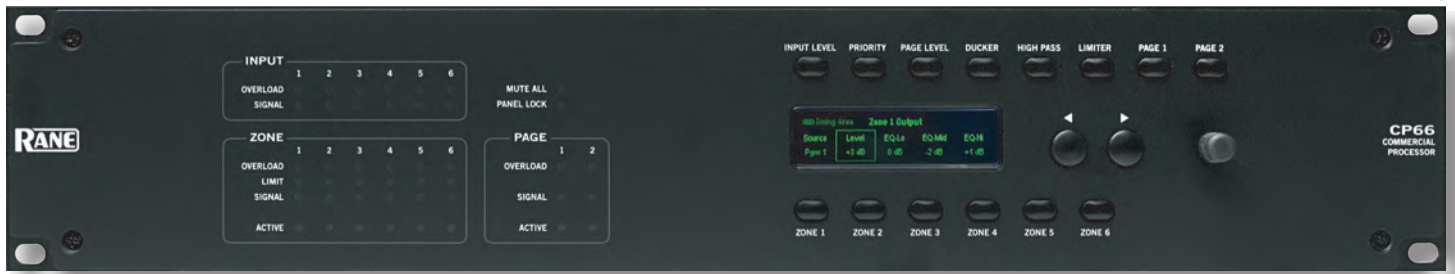 RANE
INPUT
1 2 3 4 5 6
OVERLOAD
SIGNAL
MUTE ALL
PANEL LOCK
ZONE
1 2 3 4 5 6
OVERLOAD
LIMIT
SIGNAL
ACTIVE
PAGE
1 2
OVERLOAD
SIGNAL
ACTIVE
INPUT LEVEL PRIORITY PAGE LEVEL DUCKER HIGH PASS LIMITER PAGE 1 PAGE 2
Dining Area Zone 1 Output
Source Level EQ-Lo EQ-Mid EQ-Hi
Pgm 1 +3 dB 0 dB -2 dB +1 dB
ZONE 1 ZONE 2 ZONE 3 ZONE 4 ZONE 5 ZONE 6
CP66
COMMERCIAL
PROCESSOR